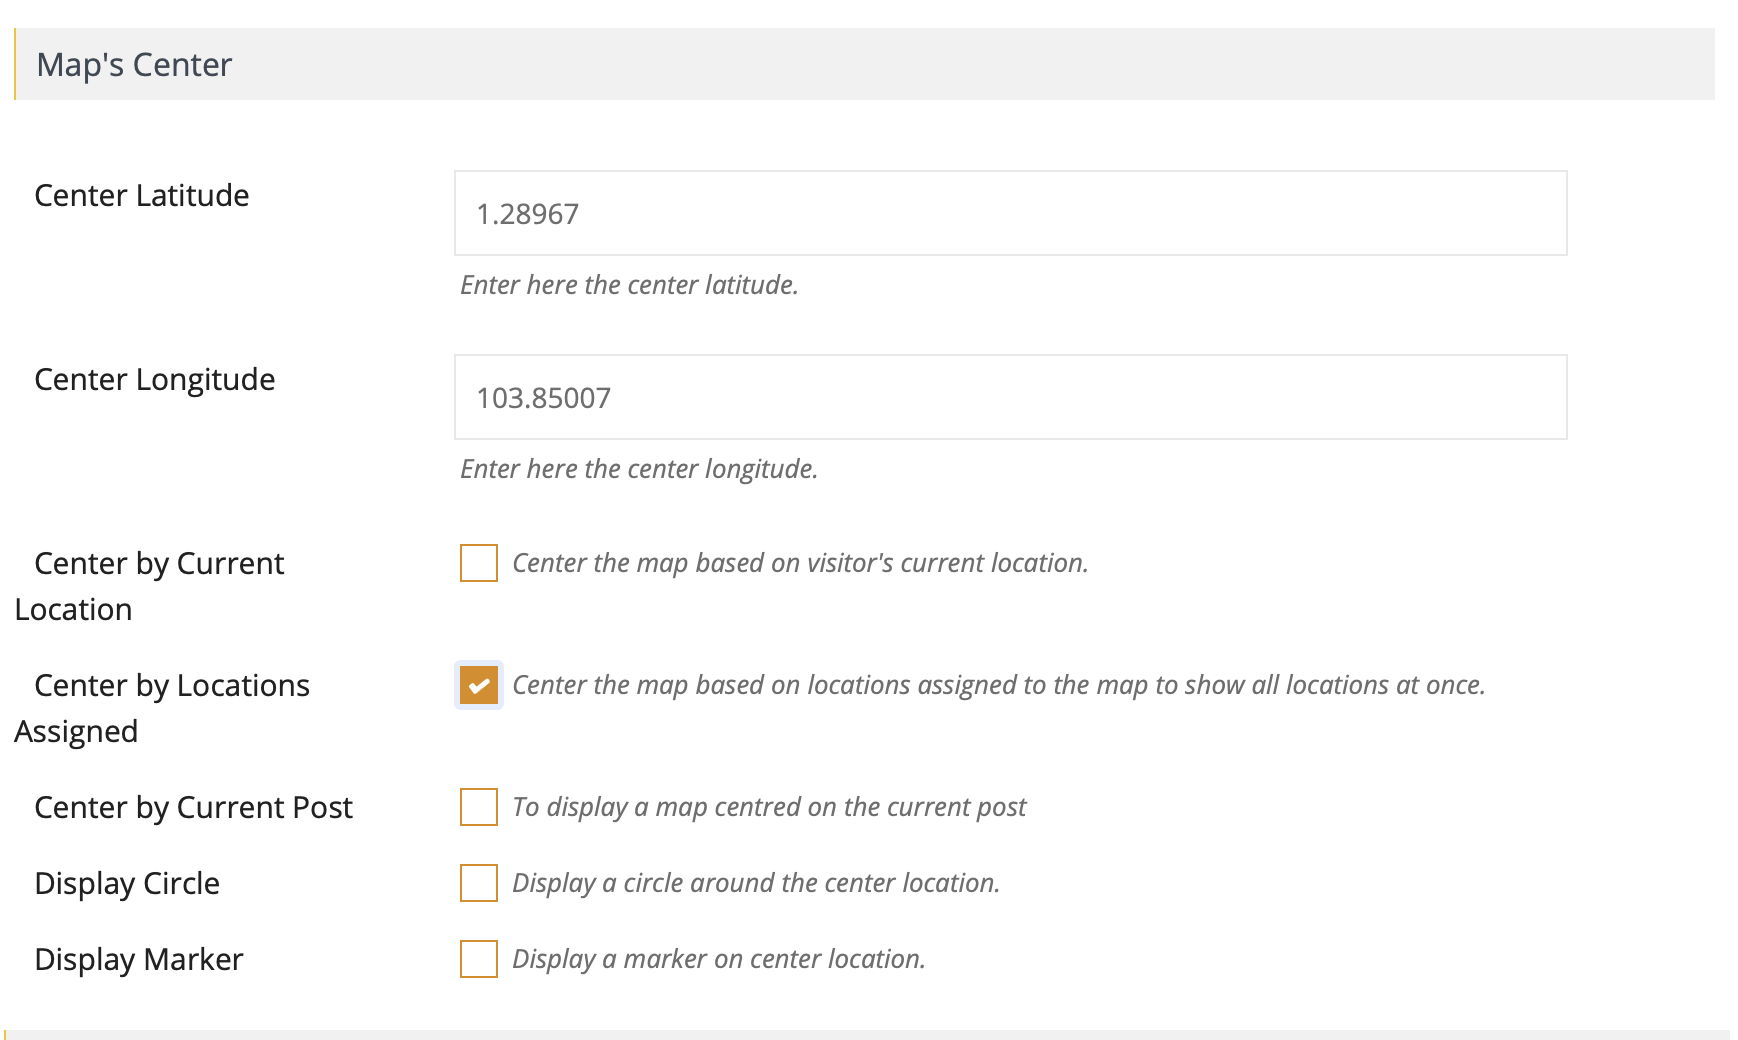 Map's Center
Center Latitude
1.28967
Enter here the center latitude.
Center Longitude
103.85007
Enter here the center longitude.
Center by Current
Location
Center the map based on visitor's current location.
Center by Locations
Assigned
Center the map based on locations assigned to the map to show all locations at once.
Center by Current Post
To display a map centred on the current post
Display Circle
Display a circle around the center location.
Display Marker
Display a marker on center location.